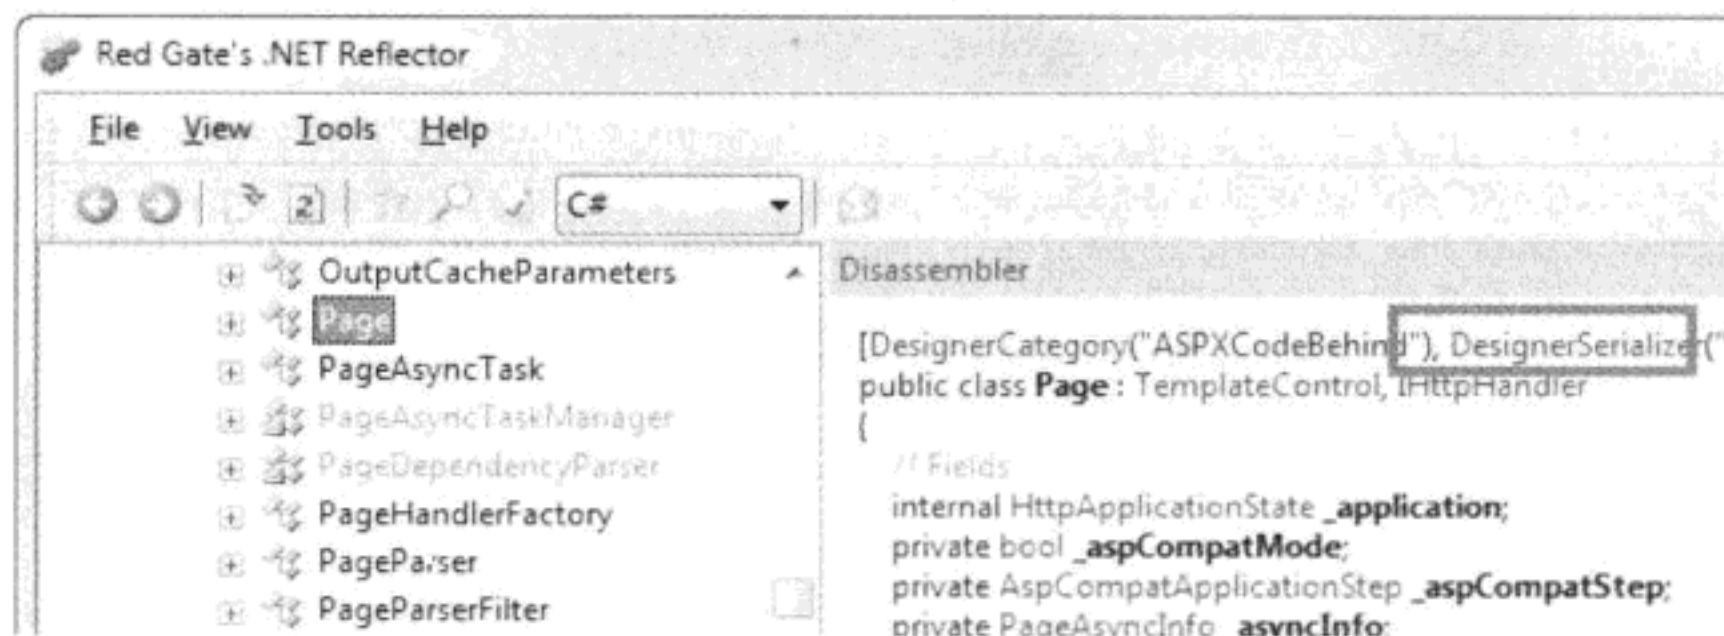 Red Gate's .NET Reflector
File View Tools Help
C#
OutputCacheParameters
Page
PageAsyncTask
PageAsyncTaskManager
PageDependencyParser
PageHandlerFactory
PageParser
PageParserFilter
Disassembler
[DesignerCategory("ASPXCodeBehind"), DesignerSerializer("
public class Page : TemplateControl, IHttpHandler
{
// Fields
internal HttpApplicationState _application;
private bool _aspCompatMode;
private AspCompatApplicationStep _aspCompatStep;
private PageAsyncInfo _asyncInfo;